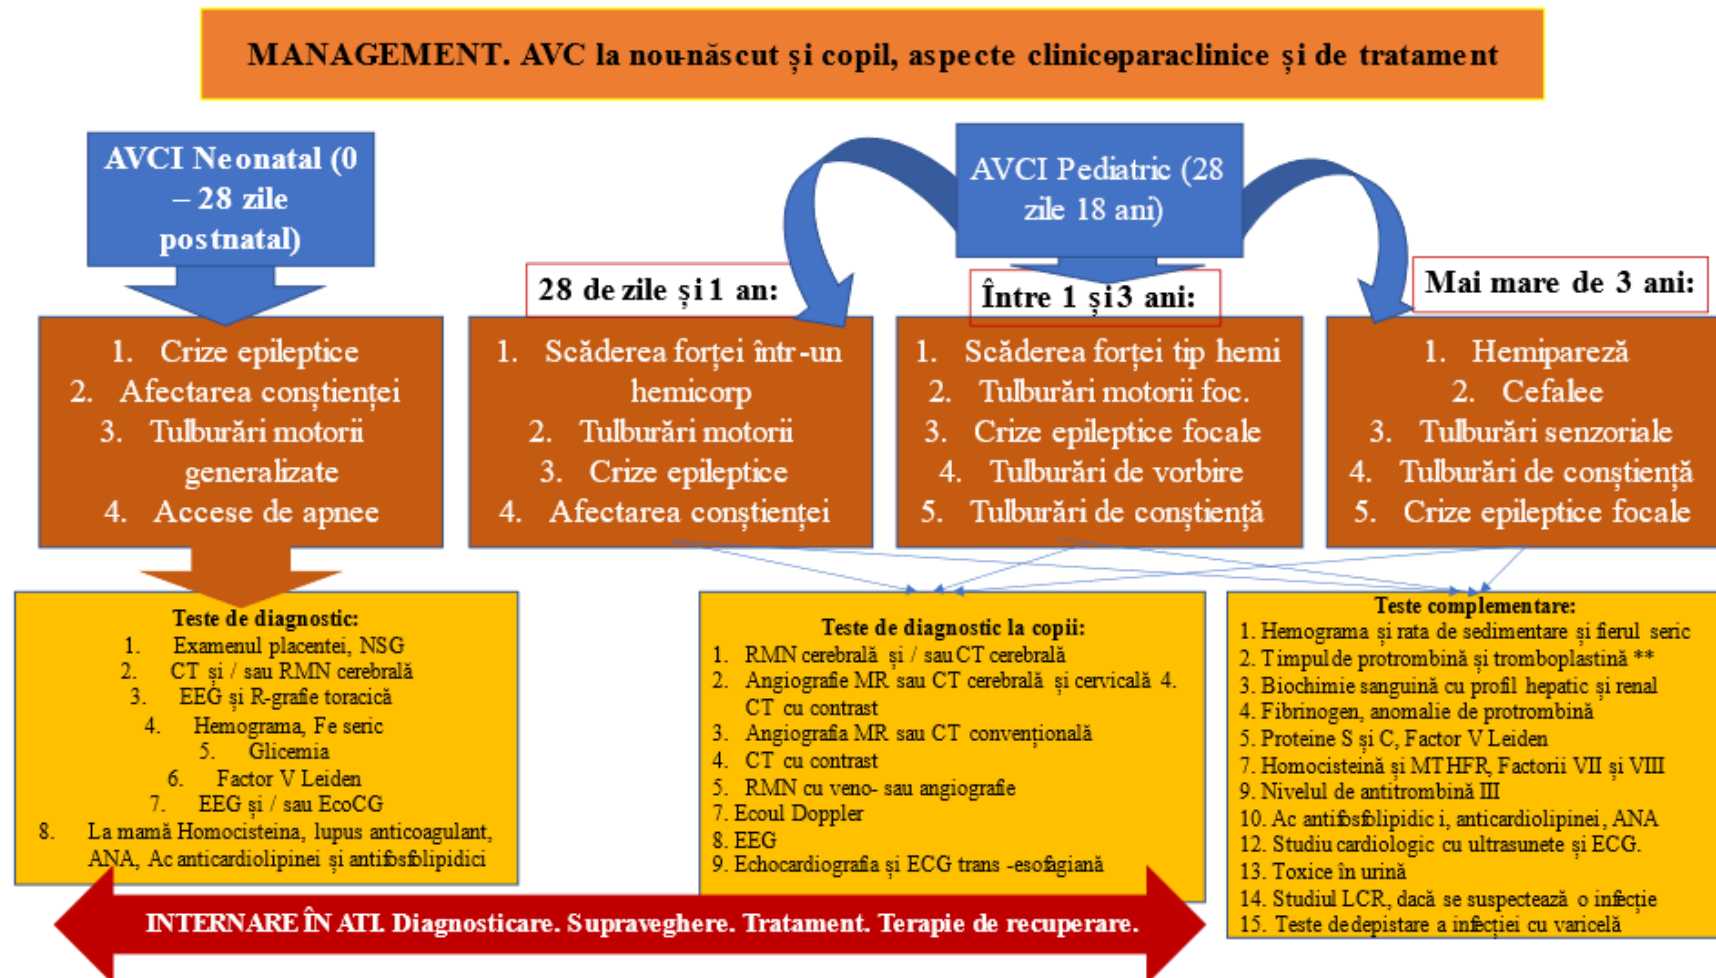 MANAGEMENT. AVC la nou-născut și copil, aspecte clinico-paraclinice și de tratament
AVCI Neonatal (0
– 28 zile
postnatal)
AVCI Pediatric (28
zile 18 ani)
28 de zile și 1 an:
Între 1 și 3 ani:
Mai mare de 3 ani:
1. Crize epileptice
2. Afectarea conștienței
3. Tulburări motorii
generalizate
4. Accese de apnee
1. Scăderea forței într-un
hemicorp
2. Tulburări motorii
3. Crize epileptice
4. Afectarea conștienței
1. Scăderea forței tip hemi
2. Tulburări motorii foc.
3. Crize epileptice focale
4. Tulburări de vorbire
5. Tulburări de conștiență
1. Hemipareză
2. Cefalee
3. Tulburări senzoriale
4. Tulburări de conștiență
5. Crize epileptice focale
Teste de diagnostic:
1. Examenul placentei, NSG
2. CT și / sau RMN cerebrală
3. EEG și R-grafie toracică
4. Hemograma, Fe seric
5. Glicemia
6. Factor V Leiden
7. EEG și / sau EcoCG
8. La mamă Homocisteina, lupus anticoagulant,
ANA, Ac anticardiolipinei și antifosfolipidici
Teste de diagnostic la copii:
1. RMN cerebrală și / sau CT cerebrală
2. Angiografie MR sau CT cerebrală și cervicală 4.
CT cu contrast
3. Angiografia MR sau CT convențională
4. CT cu contrast
5. RMN cu veno- sau angiografie
7. Ecoul Doppler
8. EEG
9. Echocardiografia și ECG trans -esofagiană
Teste complementare:
1. Hemograma și rata de sedimentare și fierul seric
2. Timpul de protrombină și tromboplastină **
3. Biochimie sanguină cu profil hepatic și renal
4. Fibrinogen, anomalie de protrombină
5. Proteine S și C, Factor V Leiden
7. Homocisteină și MTHFR, Factorii VII și VIII
9. Nivelul de antitrombină III
10. Ac antifosfolipidic i, anticardiolipinei, ANA
12. Studiu cardiologic cu ultrasunete și ECG.
13. Toxice în urină
14. Studiul LCR, dacă se suspectează o infecție
15. Teste de depistare a infecției cu varicelă
INTERNARE ÎN ATI. Diagnosticare. Supraveghere. Tratament. Terapie de recuperare.